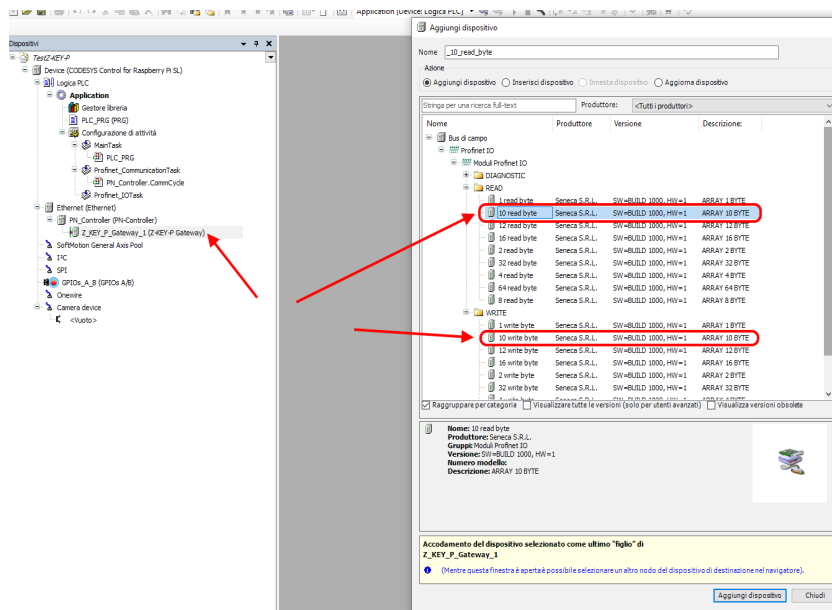 Application [Device: Logica PLC]
Dispositivi
TestZ-KEY-P
Device (CODESYS Control for Raspberry Pi SL)
Logica PLC
Application
Gestore libreria
PLC_PRG (PRG)
Configurazione di attività
MainTask
PLC_PRG
Profinet_CommunicationTask
PN_Controller.CommCycle
Profinet_IOTask
Ethernet (Ethernet)
PN_Controller (PN-Controller)
Z_KEY_P_Gateway_1 (Z-KEY-P Gateway)
SoftMotion General Axis Pool
I²C
SPI
GPIOs_A_B (GPIOs A/B)
Onewire
Camera device
<Vuoto>
Aggiungi dispositivo
Nome _10_read_byte
Azione
Aggiungi dispositivo Inserisci dispositivo Inneste dispositivo Aggiorna dispositivo
Stringa per una ricerca full-text Produttore: <Tutti i produttori>
Nome Produttore Versione Descrizione:
Bus di campo
Profinet IO
Moduli Profinet IO
DIAGNOSTIC
READ
1 read byte Seneca S.R.L. SW=BUILD 1000, HW=1 ARRAY 1 BYTE
10 read byte Seneca S.R.L. SW=BUILD 1000, HW=1 ARRAY 10 BYTE
12 read byte Seneca S.R.L. SW=BUILD 1000, HW=1 ARRAY 12 BYTE
16 read byte Seneca S.R.L. SW=BUILD 1000, HW=1 ARRAY 16 BYTE
2 read byte Seneca S.R.L. SW=BUILD 1000, HW=1 ARRAY 2 BYTE
32 read byte Seneca S.R.L. SW=BUILD 1000, HW=1 ARRAY 32 BYTE
4 read byte Seneca S.R.L. SW=BUILD 1000, HW=1 ARRAY 4 BYTE
64 read byte Seneca S.R.L. SW=BUILD 1000, HW=1 ARRAY 64 BYTE
8 read byte Seneca S.R.L. SW=BUILD 1000, HW=1 ARRAY 8 BYTE
WRITE
1 write byte Seneca S.R.L. SW=BUILD 1000, HW=1 ARRAY 1 BYTE
10 write byte Seneca S.R.L. SW=BUILD 1000, HW=1 ARRAY 10 BYTE
12 write byte Seneca S.R.L. SW=BUILD 1000, HW=1 ARRAY 12 BYTE
16 write byte Seneca S.R.L. SW=BUILD 1000, HW=1 ARRAY 16 BYTE
2 write byte Seneca S.R.L. SW=BUILD 1000, HW=1 ARRAY 2 BYTE
32 write byte Seneca S.R.L. SW=BUILD 1000, HW=1 ARRAY 32 BYTE
Raggruppare per categoria Visualizzare tutte le versioni (solo per utenti avanzati) Visualizza versioni obsolete
Nome: 10 read byte
Produttore: Seneca S.R.L.
Gruppi: Moduli Profinet IO
Versione: SW=BUILD 1000, HW=1
Numero modello:
Descrizione: ARRAY 10 BYTE
Accodamento del dispositivo selezionato come ultimo "figlio" di
Z_KEY_P_Gateway_1
(Mentre questa finestra è aperta è possibile selezionare un altro nodo del dispositivo di destinazione nel navigatore).
Aggiungi dispositivo Chiudi